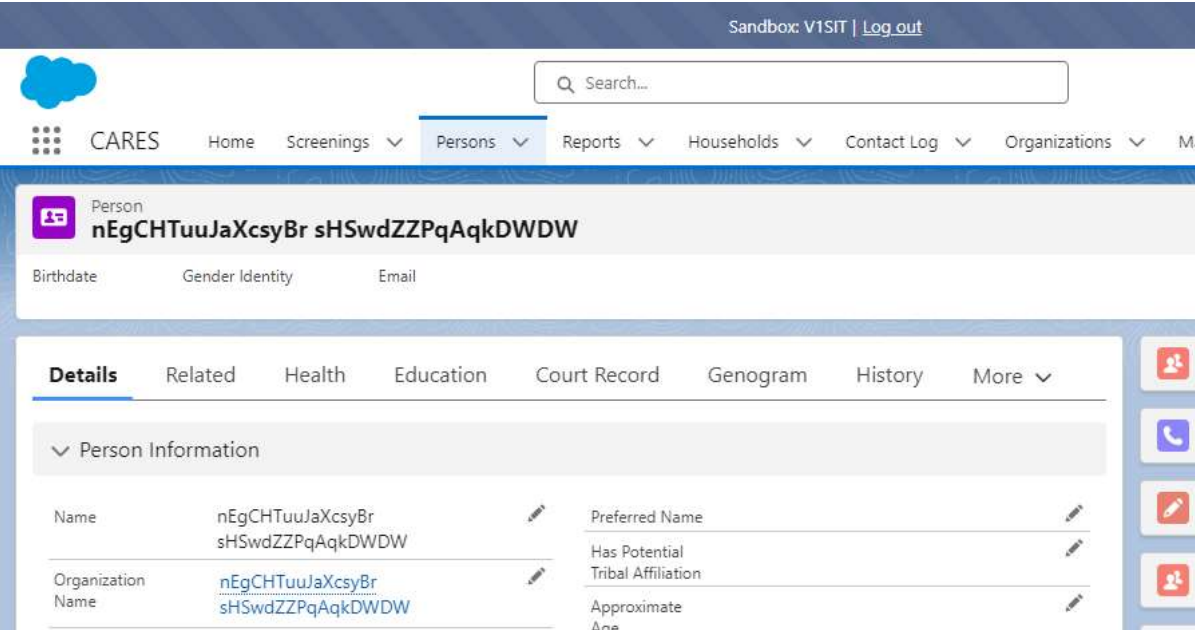 Sandbox: V1SIT | Log out
Search...
CARES Home Screenings Persons Reports Households Contact Log Organizations
Person
nEgCHTuuJaXcsyBr sHSwdZZPqAqkDWDW
Birthdate Gender Identity Email
Details Related Health Education Court Record Genogram History More
Person Information
Name nEgCHTuuJaXcsyBr Preferred Name
sHSwdZZPqAqkDWDW
Has Potential
Tribal Affiliation
Organization nEgCHTuuJaXcsyBr
Name sHSwdZZPqAqkDWDW
Approximate
Age